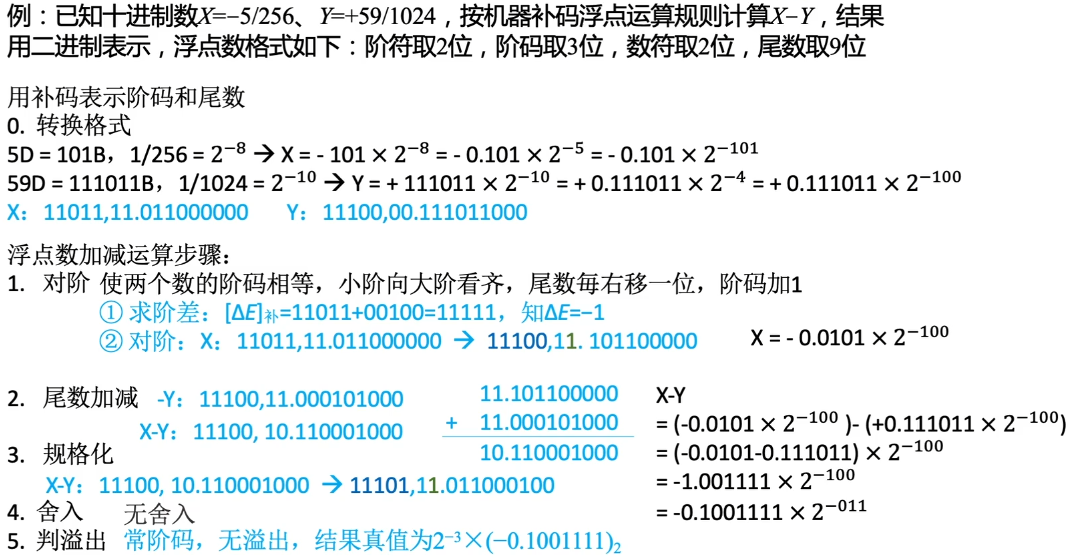 例：已知十进制数X=−5/256、Y=+59/1024，按机器补码浮点运算规则计算X−Y，结果
用二进制表示，浮点数格式如下：阶符取2位，阶码取3位，数符取2位，尾数取9位
用补码表示阶码和尾数
0. 转换格式
5D = 101B，1/256 = 2⁻⁸ → X = - 101 × 2⁻⁸ = - 0.101 × 2⁻⁵ = - 0.101 × 2⁻¹⁰¹
59D = 111011B，1/1024 = 2⁻¹⁰ → Y = + 111011 × 2⁻¹⁰ = + 0.111011 × 2⁻⁴ = + 0.111011 × 2⁻¹⁰⁰
X：11011,11.011000000 Y：11100,00.111011000
浮点数加减运算步骤：
1. 对阶 使两个数的阶码相等，小阶向大阶看齐，尾数每右移一位，阶码加1
① 求阶差：[ΔE]补=11011+00100=11111，知ΔE=−1
② 对阶：X：11011,11.011000000 → 11100,11. 101100000 X = - 0.0101 × 2⁻¹⁰⁰
2. 尾数加减 -Y：11100,11.000101000
X-Y：11100, 10.110001000
11.101100000
+ 11.000101000
10.110001000
X-Y
= (-0.0101 × 2⁻¹⁰⁰ )- (+0.111011 × 2⁻¹⁰⁰)
= (-0.0101-0.111011) × 2⁻¹⁰⁰
= -1.001111 × 2⁻¹⁰⁰
= -0.1001111 × 2⁻⁰¹¹
3. 规格化
X-Y：11100, 10.110001000 → 11101,11.011000100
4. 舍入 无舍入
5. 判溢出 常阶码，无溢出，结果真值为2⁻³×(−0.1001111)₂